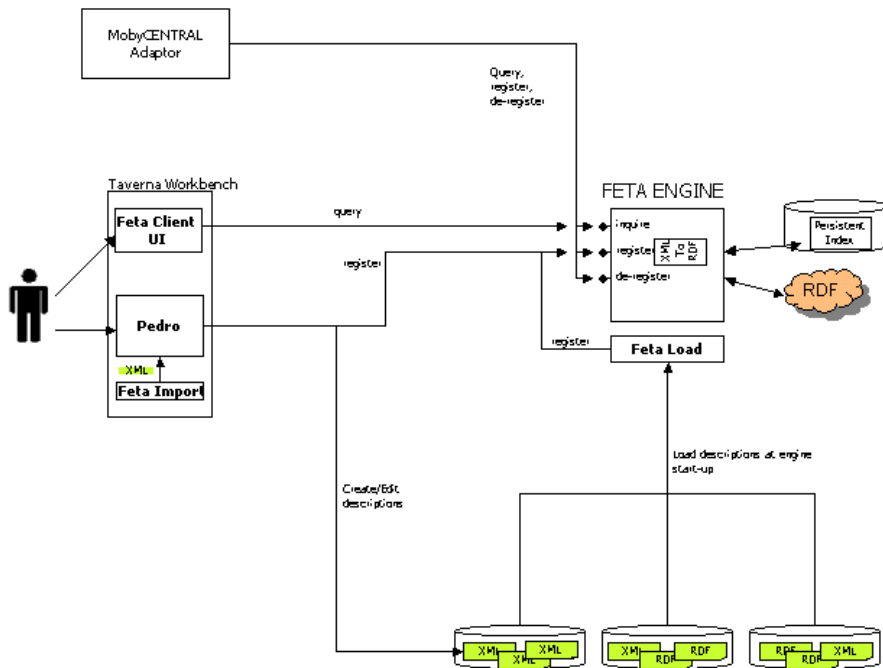 MobyCENTRAL
Adaptor
Query,
register,
de-register
Taverna Workbench
FETA ENGINE
Feta Client
UI
query
inquire
Persistent
Index
register
XML
To
RDF
register
de-register
RDF
Pedro
register
Feta Load
XML
Feta Import
Load descriptions at engine
start-up
Create/Edit
descriptions
XML
XML
XML
XML
RDF
RDF
RDF
RDF
XML